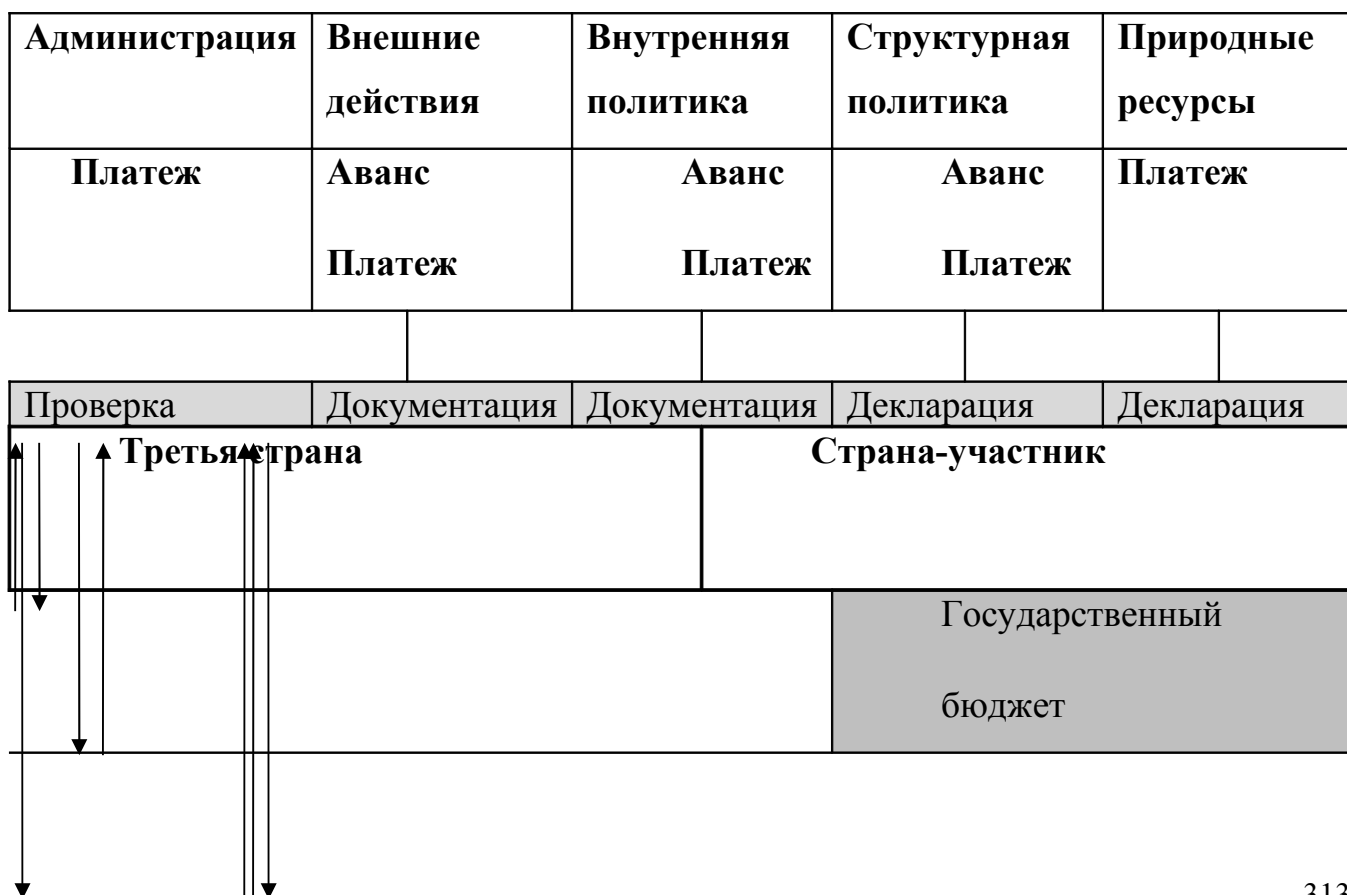 Администрация Внешние Внутренняя Структурная Природные
действия политика политика ресурсы
Платеж Аванс Аванс Аванс Платеж
Платеж Платеж Платеж
Проверка Документация Документация Декларация Декларация
Третья страна Страна-участник
Государственный
бюджет
313